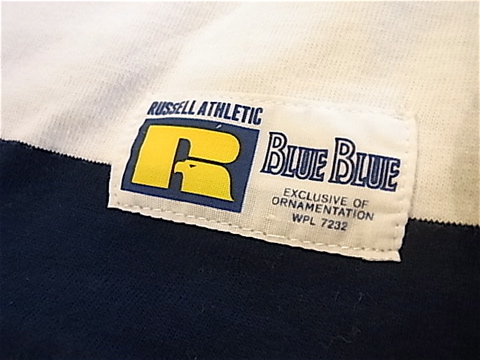 RUSSELL ATHLETIC
R
BLUE BLUE
EXCLUSIVE OF
ORNAMENTATION
WPL 7232